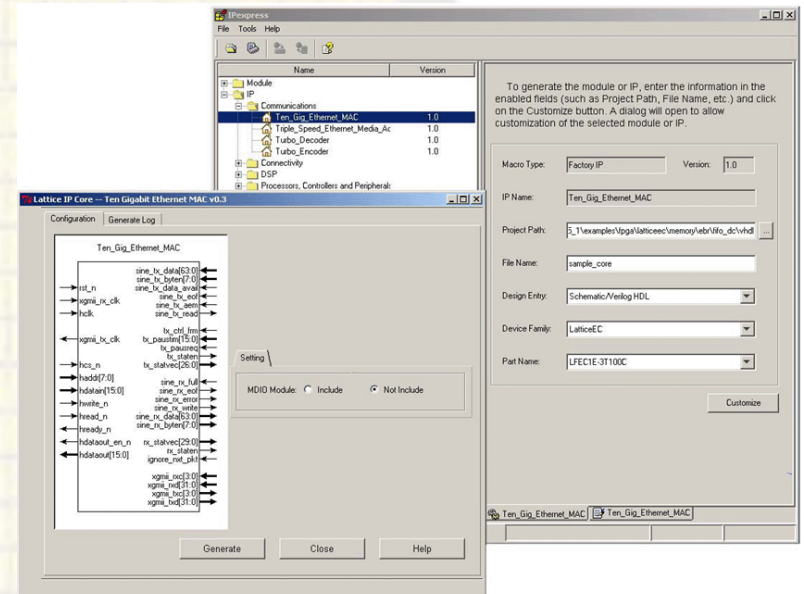 IPexpress
File Tools Help
Name Version
Module
IP
Communications
Ten_Gig_Ethernet_MAC 1.0
Triple_Speed_Ethernet_Media_Ac 1.0
Turbo_Decoder 1.0
Turbo_Encoder 1.0
Connectivity
DSP
Processors, Controllers and Peripherals
To generate the module or IP, enter the information in the
enabled fields (such as Project Path, File Name, etc.) and click
on the Customize button. A dialog will open to allow
customization of the selected module or IP.
Macro Type: Factory IP Version: 1.0
IP Name: Ten_Gig_Ethernet_MAC
Project Path: 5_1\examples\fpga\latticeec\memory\ebr\fifo_dc\vhdl ...
File Name: sample_core
Design Entry: Schematic/Verilog HDL
Device Family: LatticeEC
Part Name: LFEC1E-3T100C
Customize
Ten_Gig_Ethernet_MAC Ten_Gig_Ethernet_MAC
Lattice IP Core -- Ten Gigabit Ethernet MAC v0.3
Configuration Generate Log
Ten_Gig_Ethernet_MAC
sine_tx_data[63:0]
sine_tx_byten[7:0]
rst_n sine_tx_data_avail
sine_tx_eof
xgmii_rx_clk sine_tx_aem
hclk sine_tx_read
tx_ctrl_frm
xgmii_tx_clk tx_paustim[15:0]
tx_pausreq
tx_staten
hcs_n tx_statvec[26:0]
haddr[7:0]
sine_rx_full
hdatain[15:0] sine_rx_eof
sine_rx_error
hwrite_n sine_rx_write
hread_n sine_rx_data[63:0]
hready_n sine_rx_byten[7:0]
hdataout_en_n rx_statvec[29:0]
rx_staten
hdataout[15:0] ignore_nxt_pkt
xgmii_rxc[3:0]
xgmii_rxd[31:0]
xgmii_txc[3:0]
xgmii_txd[31:0]
Setting
MDIO Module: Include Not Include
Generate Close Help